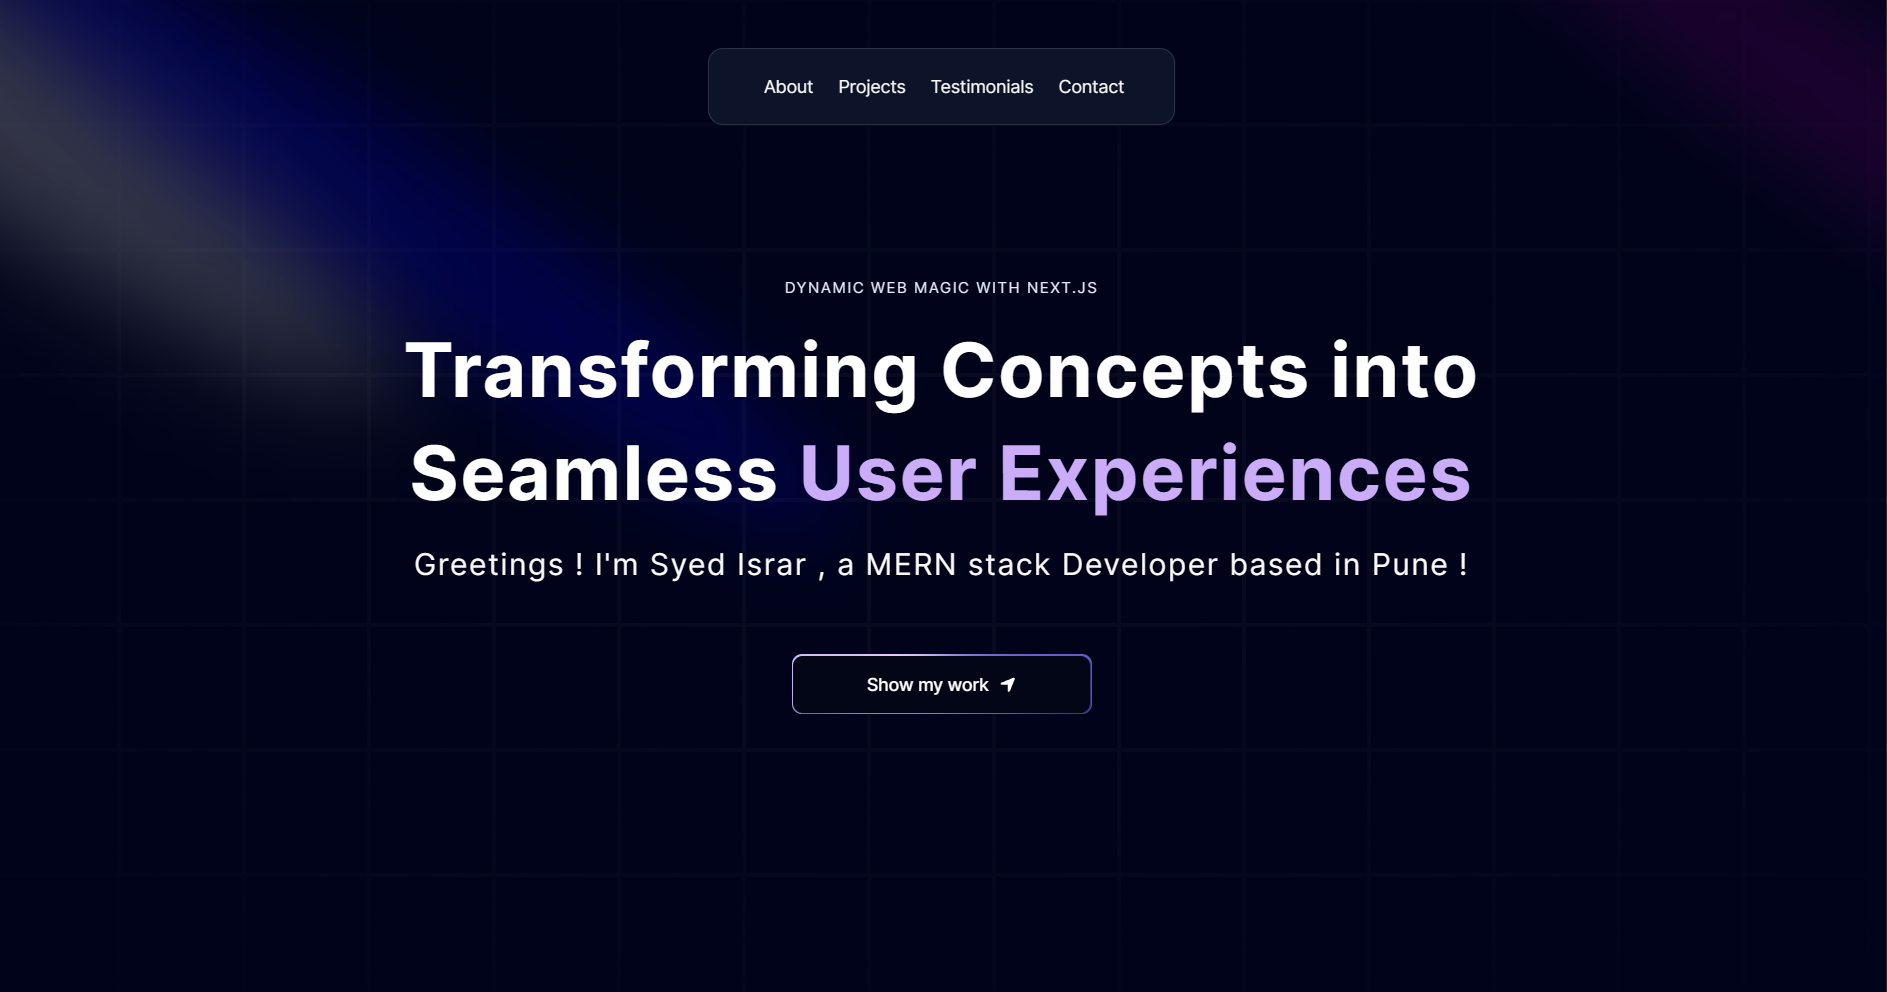 About Projects Testimonials Contact
DYNAMIC WEB MAGIC WITH NEXT.JS
Transforming Concepts into
Seamless User Experiences
Greetings ! I'm Syed Israr , a MERN stack Developer based in Pune !
Show my work